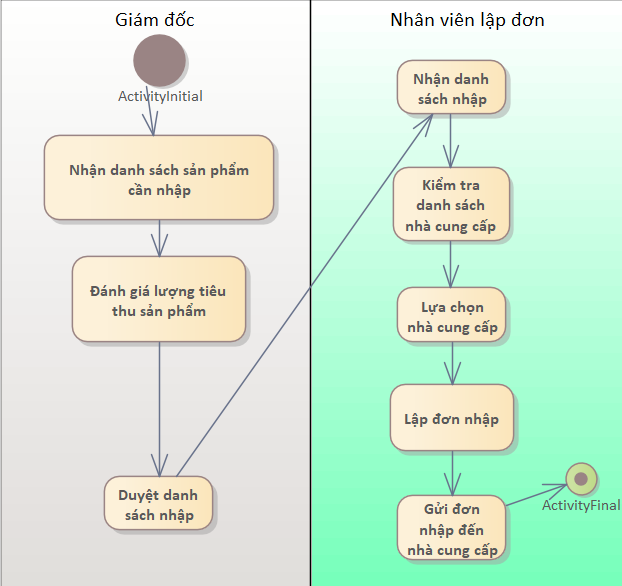 Giám đốc
ActivityInitial
Nhận danh sách sản phẩm
cần nhập
Đánh giá lượng tiêu
thu sản phẩm
Duyệt danh
sách nhập
Nhân viên lập đơn
Nhận danh
sách nhập
Kiểm tra
danh sách
nhà cung cấp
Lựa chọn
nhà cung cấp
Lập đơn nhập
Gửi đơn
nhập đến
nhà cung cấp
ActivityFinal